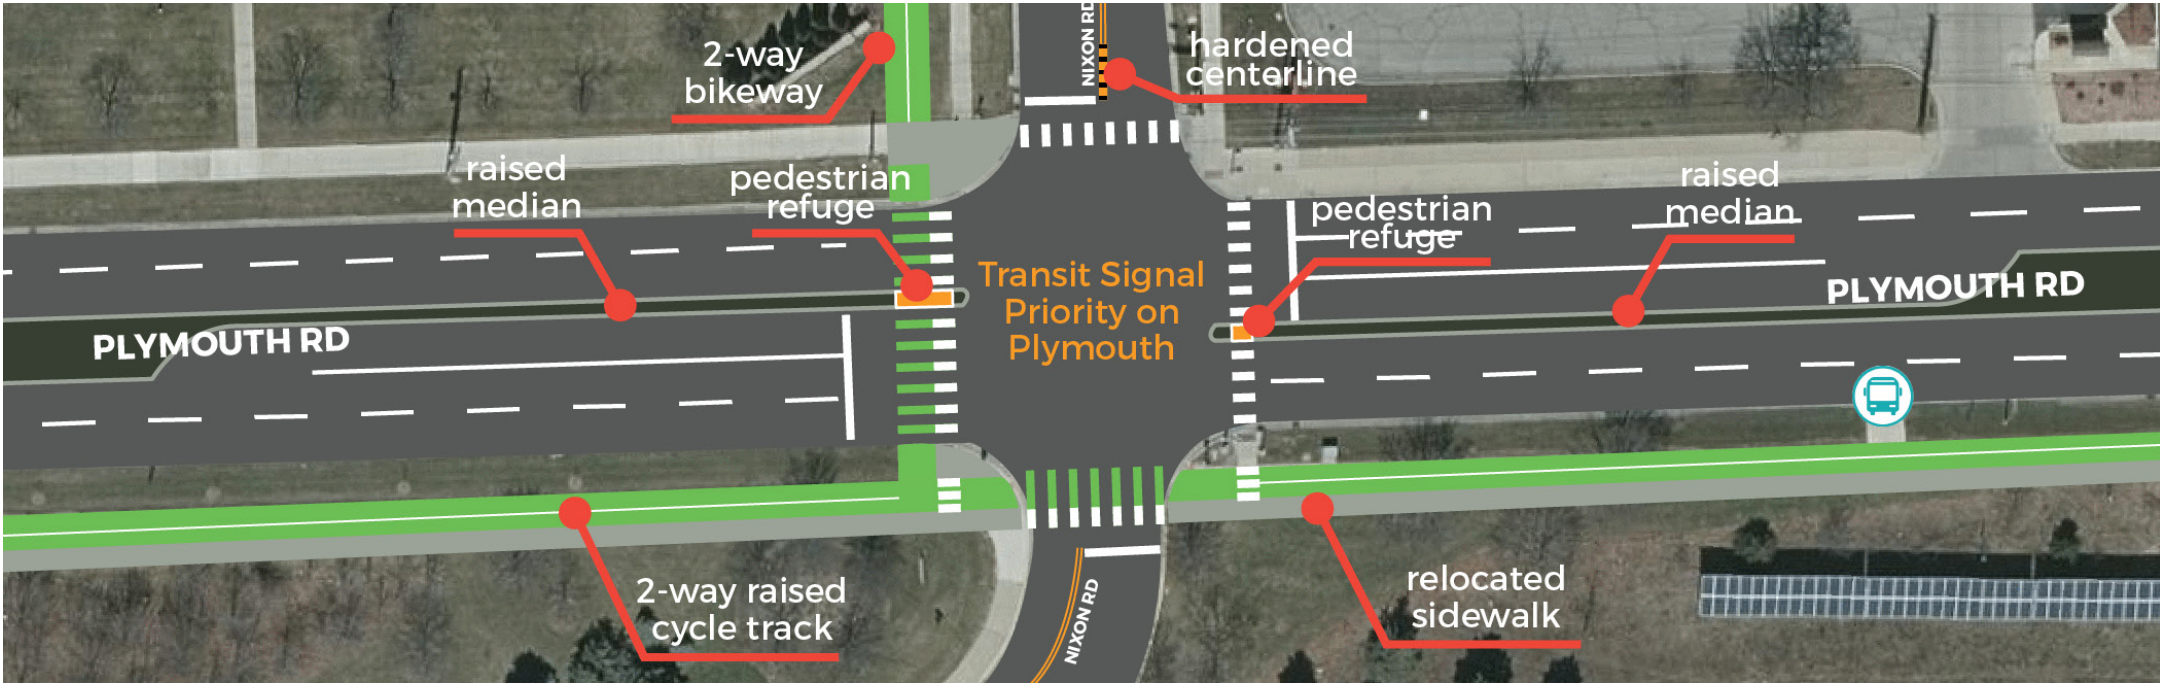 NIXON RD
hardened
centerline
2-way
bikeway
raised
median
pedestrian
refuge
pedestrian
refuge
raised
median
Transit Signal
Priority on
Plymouth
PLYMOUTH RD
PLYMOUTH RD
2-way raised
cycle track
NIXON RD
relocated
sidewalk